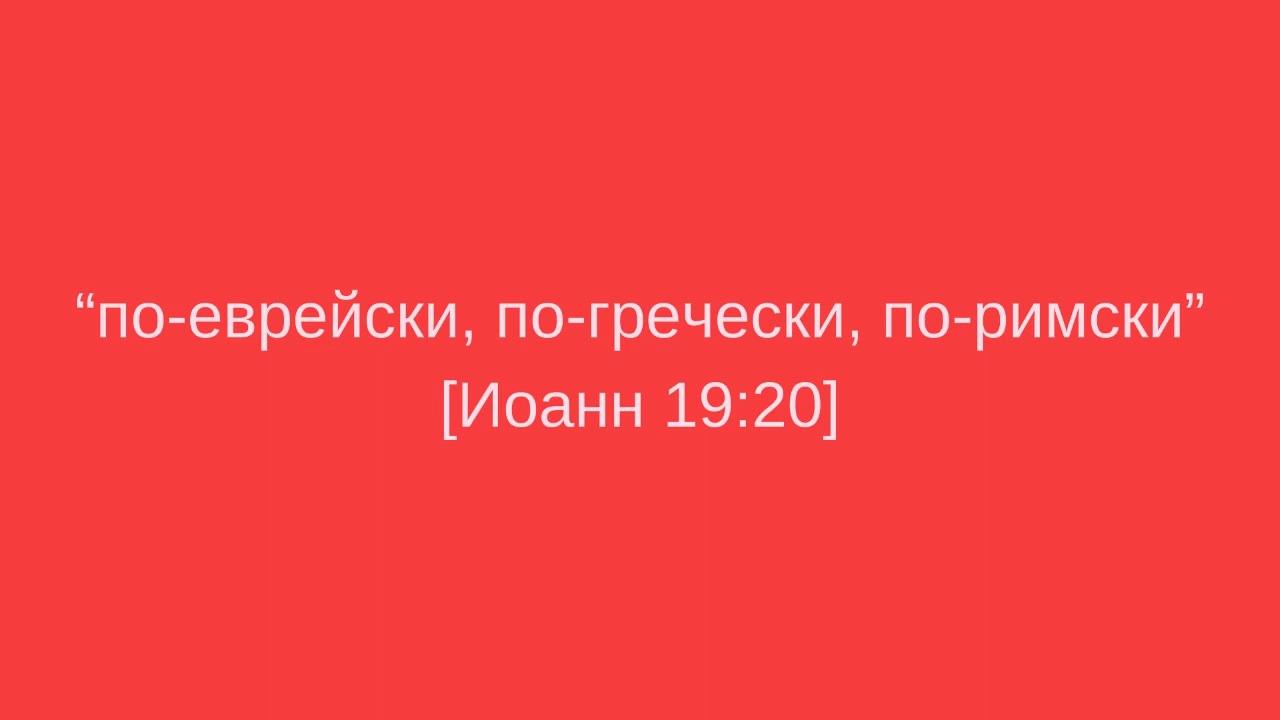 “по-еврейски, по-гречески, по-римски”
[Иоанн 19:20]